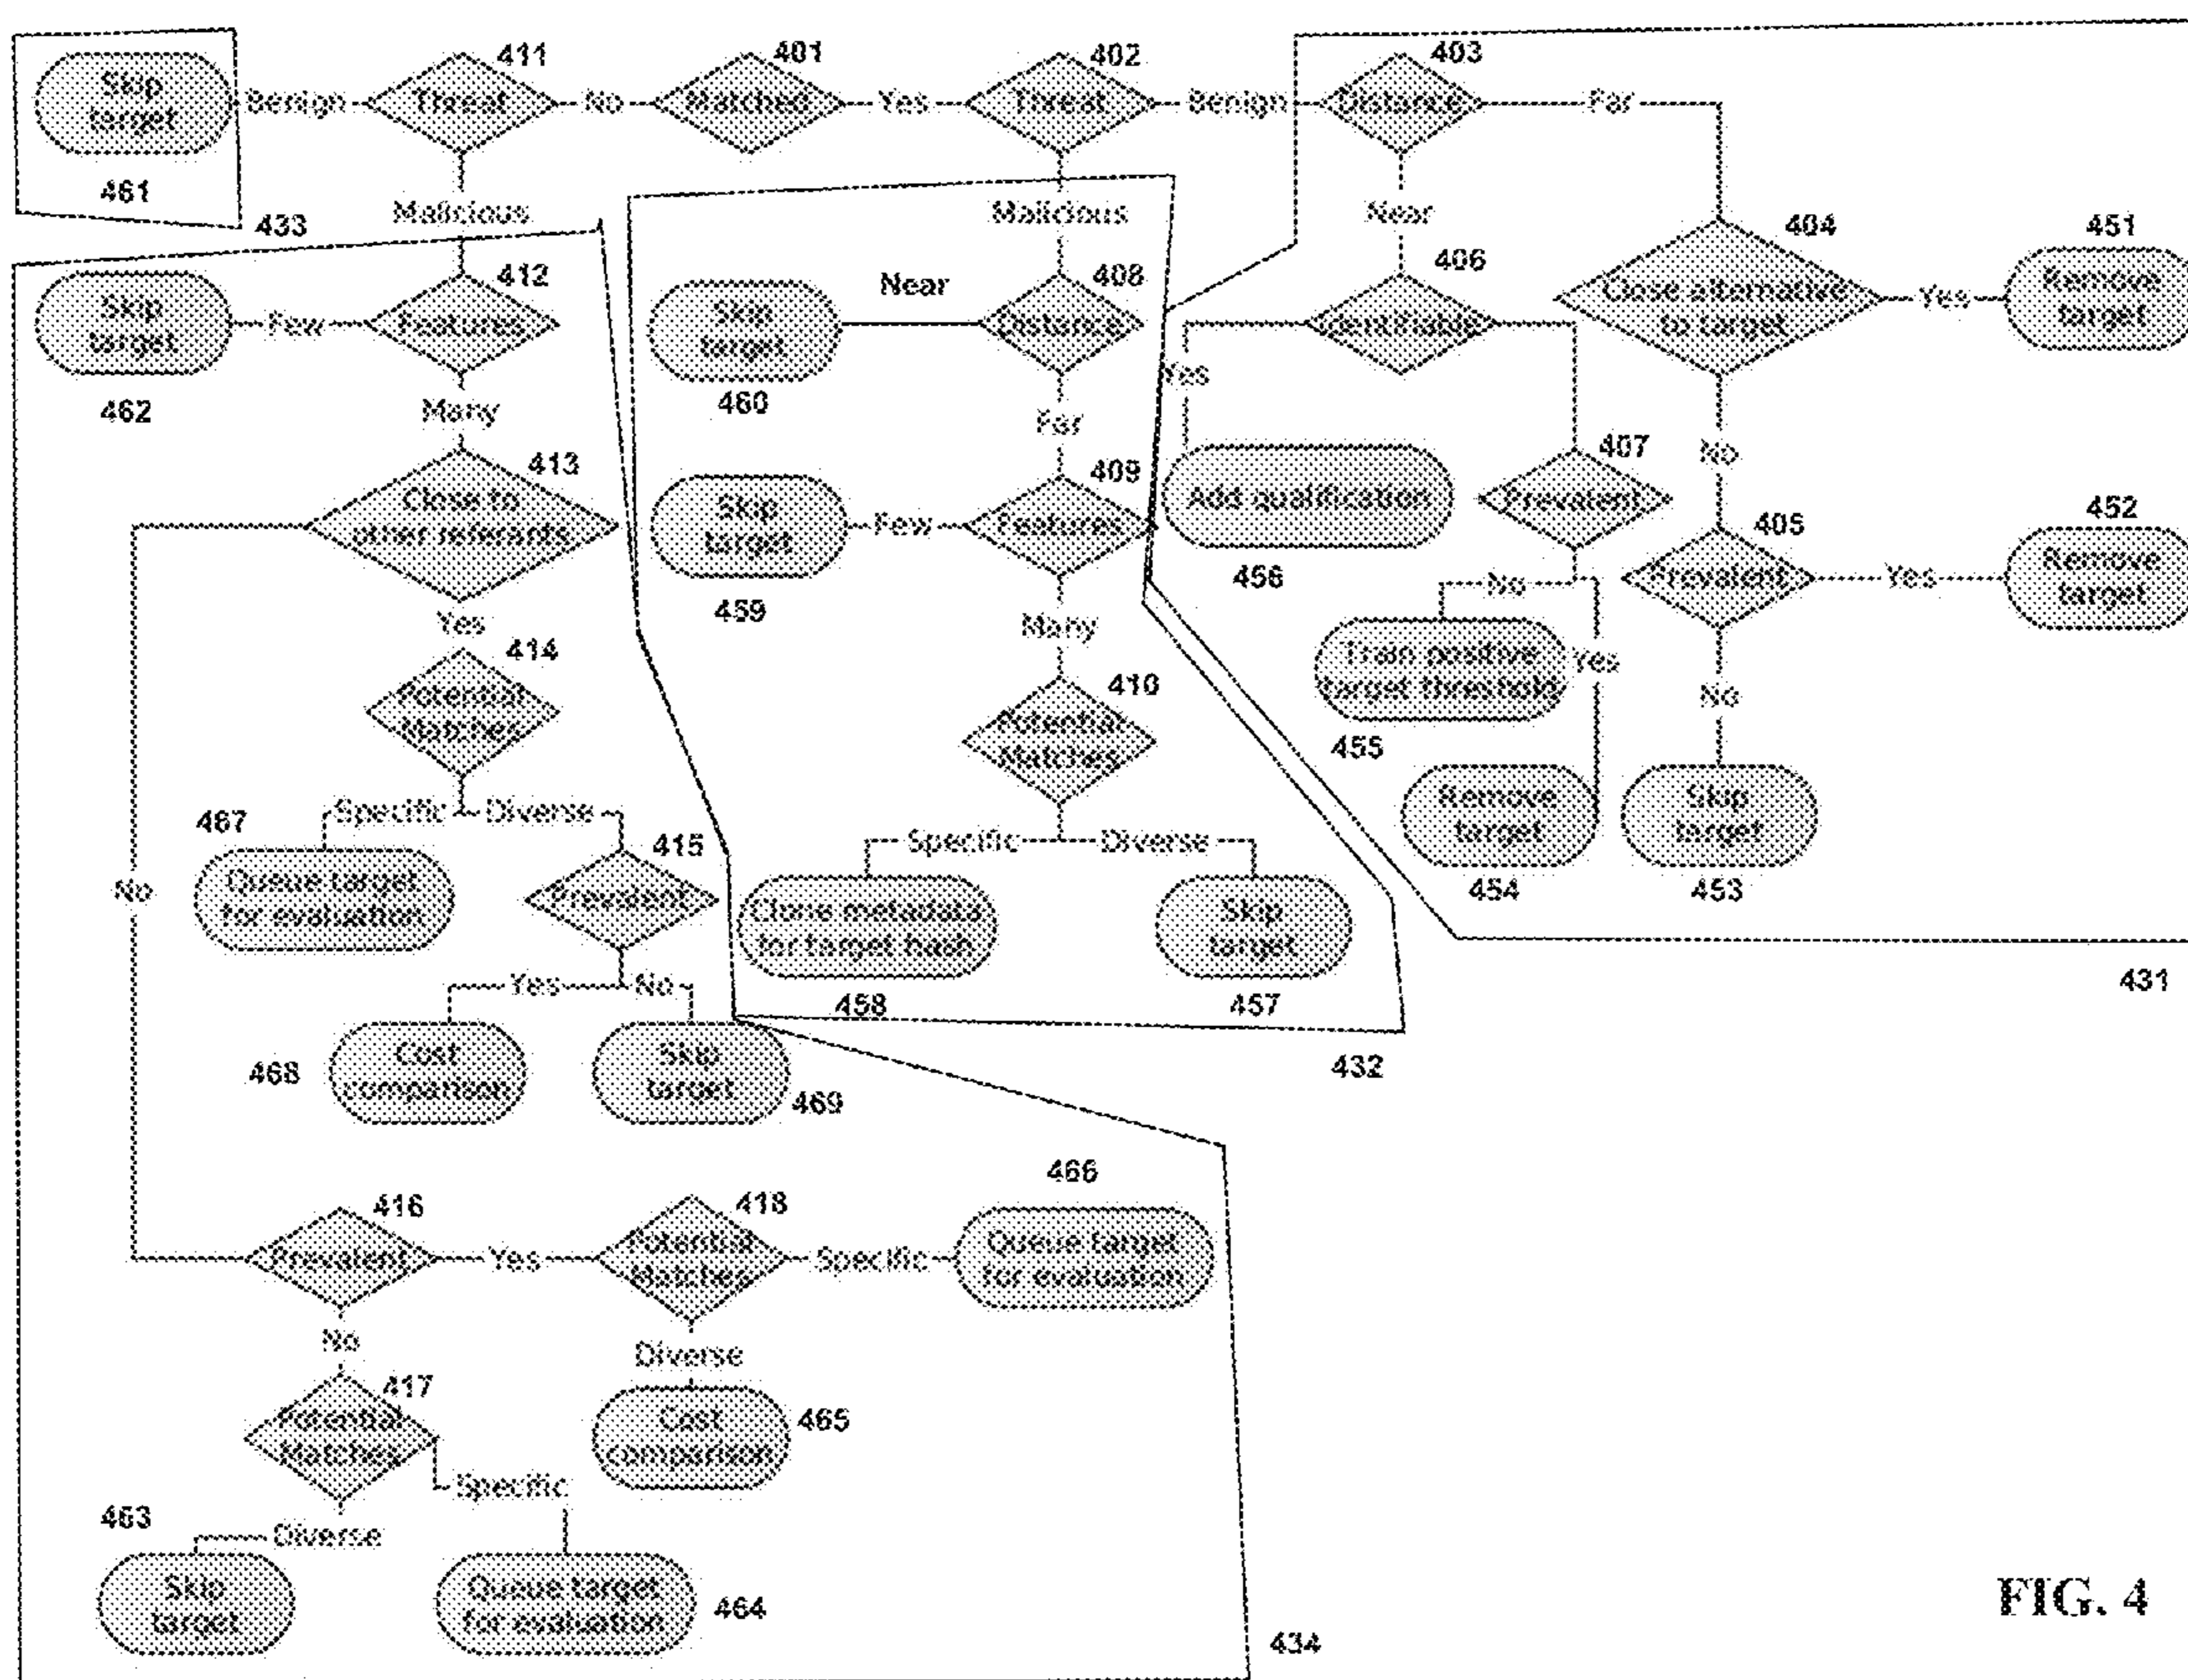 411
401
402
403
Skip
target
Benign
Threat
No
Matched
Yes
Threat
Benign
Distance
Far
461
433
Malicious
Malicious
Near
404
451
412
408
406
Skip
target
Few
Features
Near
Skip
target
Distance
Identifiable
Close alternative
to target
Yes
Remove
target
462
Many
460
Far
Yes
413
409
407
No
Close to
other referants
Skip
target
Few
Features
Add qualification
Prevalent
405
452
459
456
No
Prevalent
Yes
Remove
target
Yes
Many
414
Train positive
target threshold
Yes
410
No
Potential
Matches
Potential
Matches
455
467
Specific
Diverse
Remove
target
Skip
target
415
Specific
Diverse
454
453
No
Queue target
for evaluation
Prevalent
Clone metadata
for target hash
Skip
target
Yes
No
458
457
431
468
Cost
comparison
Skip
target
469
432
466
416
418
Prevalent
Yes
Potential
Matches
Specific
Queue target
for evaluation
No
Diverse
417
Potential
Matches
Cost
comparison
465
Specific
463
Diverse
Skip
target
Queue target
for evaluation
464
434
FIG. 4